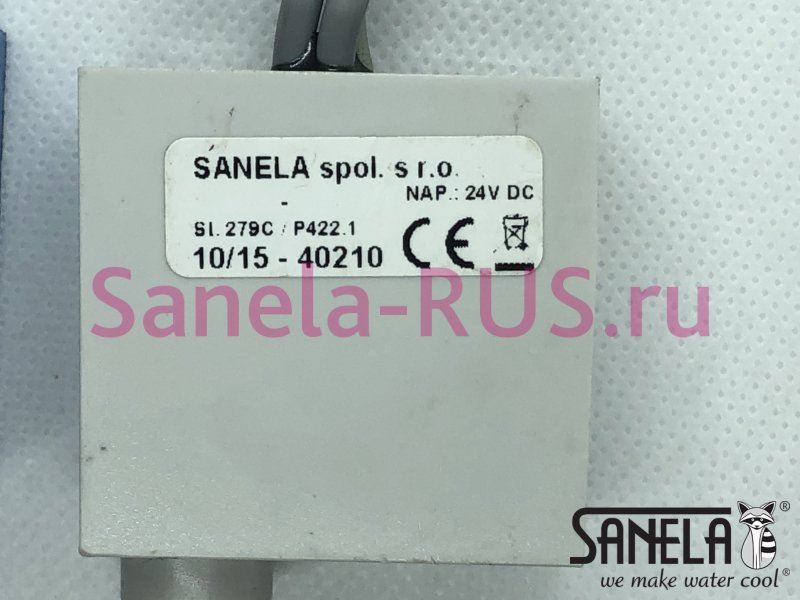 SANELA spol. s r.o.
NAP.: 24V DC
-
SI. 279C / P422.1
10/15 - 40210 CE
Sanela-RUS.ru
SANELA®
we make water cool®